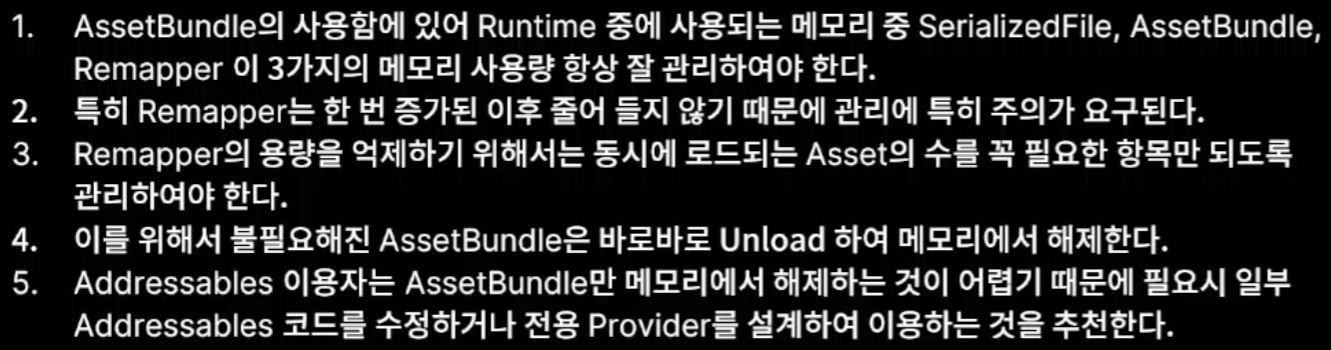 1. AssetBundle의 사용함에 있어 Runtime 중에 사용되는 메모리 중 SerializedFile, AssetBundle,
Remapper 이 3가지의 메모리 사용량 항상 잘 관리하여야 한다.
2. 특히 Remapper는 한 번 증가된 이후 줄어 들지 않기 때문에 관리에 특히 주의가 요구된다.
3. Remapper의 용량을 억제하기 위해서는 동시에 로드되는 Asset의 수를 꼭 필요한 항목만 되도록
관리하여야 한다.
4. 이를 위해서 불필요해진 AssetBundle은 바로바로 Unload 하여 메모리에서 해제한다.
5. Addressables 이용자는 AssetBundle만 메모리에서 해제하는 것이 어렵기 때문에 필요시 일부
Addressables 코드를 수정하거나 전용 Provider를 설계하여 이용하는 것을 추천한다.